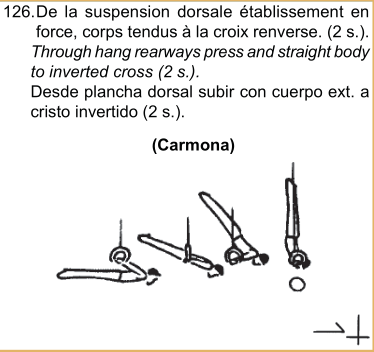 126.De la suspension dorsale établissement en
force, corps tendus à la croix renverse. (2 s.).
Through hang rearways press and straight body
to inverted cross (2 s.).
Desde plancha dorsal subir con cuerpo ext. a
cristo invertido (2 s.).
(Carmona)